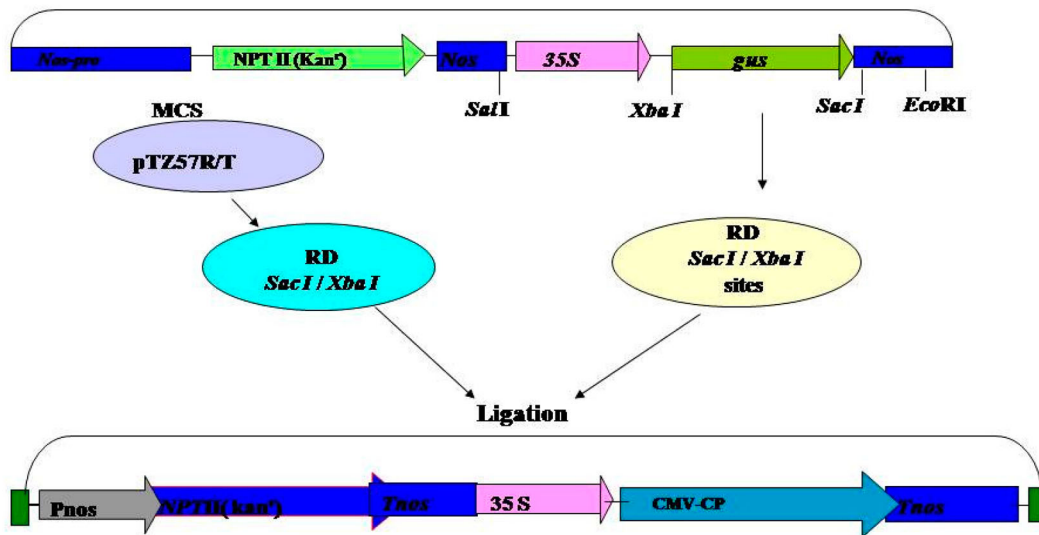 Nos-pro NPT II (Kanʳ) Nos 35S gus Nos
SalI XbaI SacI EcoRI
MCS
pTZ57R/T
RD
SacI / XbaI
RD
SacI / XbaI
sites
Ligation
Pnos NPTII(kanʳ) Tnos 35 S CMV-CP Tnos